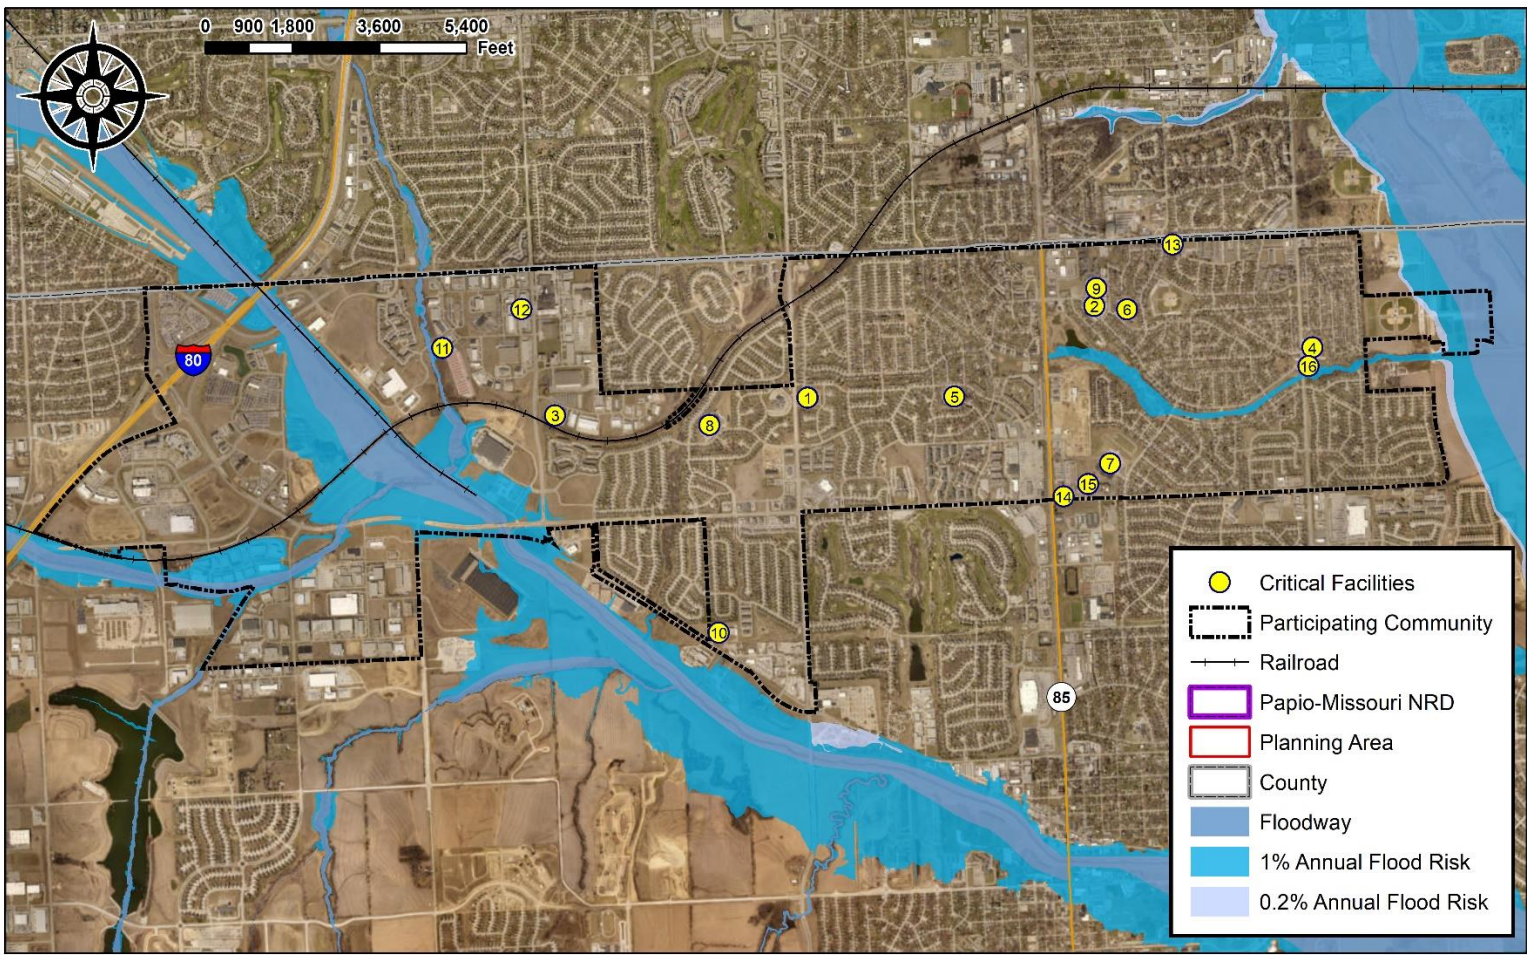 0 900 1,800 3,600 5,400
Feet
13
9
2
6
12
11
4
16
80
1
5
3
8
7
15
14
10
85
Critical Facilities
Participating Community
Railroad
Papio-Missouri NRD
Planning Area
County
Floodway
1% Annual Flood Risk
0.2% Annual Flood Risk